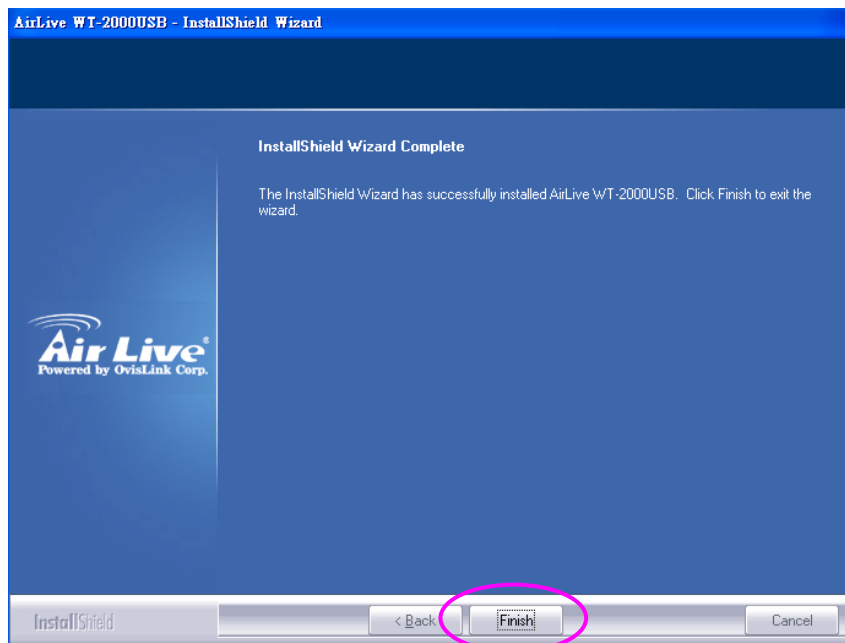 AirLive WT-2000USB - InstallShield Wizard
InstallShield Wizard Complete
The InstallShield Wizard has successfully installed AirLive WT-2000USB. Click Finish to exit the
wizard.
Air Live®
Powered by OvisLink Corp.
InstallShield
< Back
Finish
Cancel